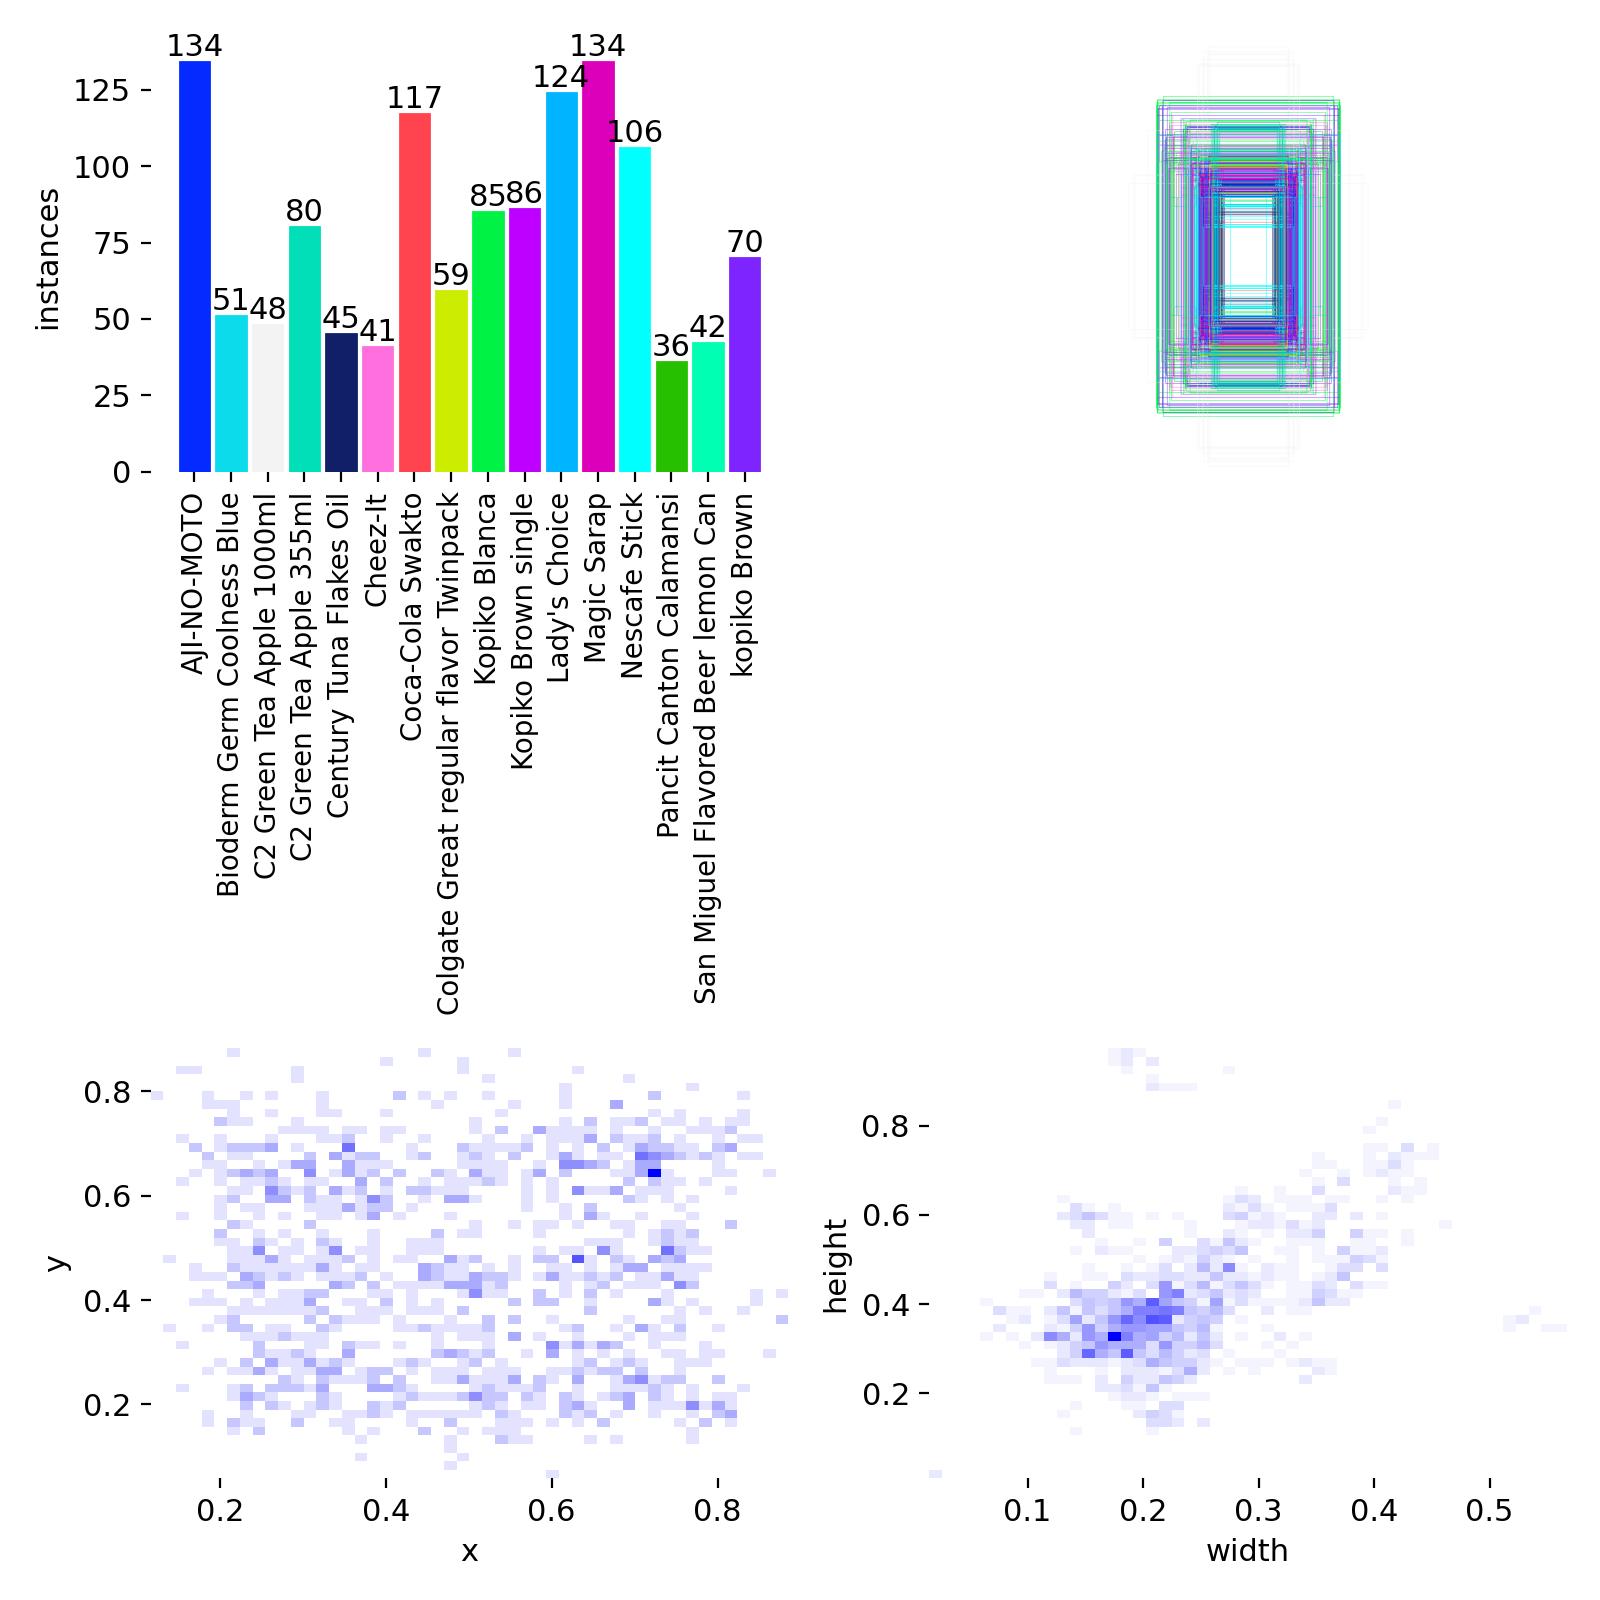 134
51
48
80
45
41
117
59
85
86
124
134
106
36
42
70
125
100
75
50
25
0
instances
AJI-NO-MOTO
Bioderm Germ Coolness Blue
C2 Green Tea Apple 1000ml
C2 Green Tea Apple 355ml
Century Tuna Flakes Oil
Cheez-It
Coca-Cola Swakto
Colgate Great regular flavor Twinpack
Kopiko Blanca
Kopiko Brown single
Lady's Choice
Magic Sarap
Nescafe Stick
Pancit Canton Calamansi
San Miguel Flavored Beer lemon Can
kopiko Brown
0.8
0.6
0.4
0.2
y
0.2 0.4 0.6 0.8
x
0.8
0.6
0.4
0.2
height
0.1 0.2 0.3 0.4 0.5
width